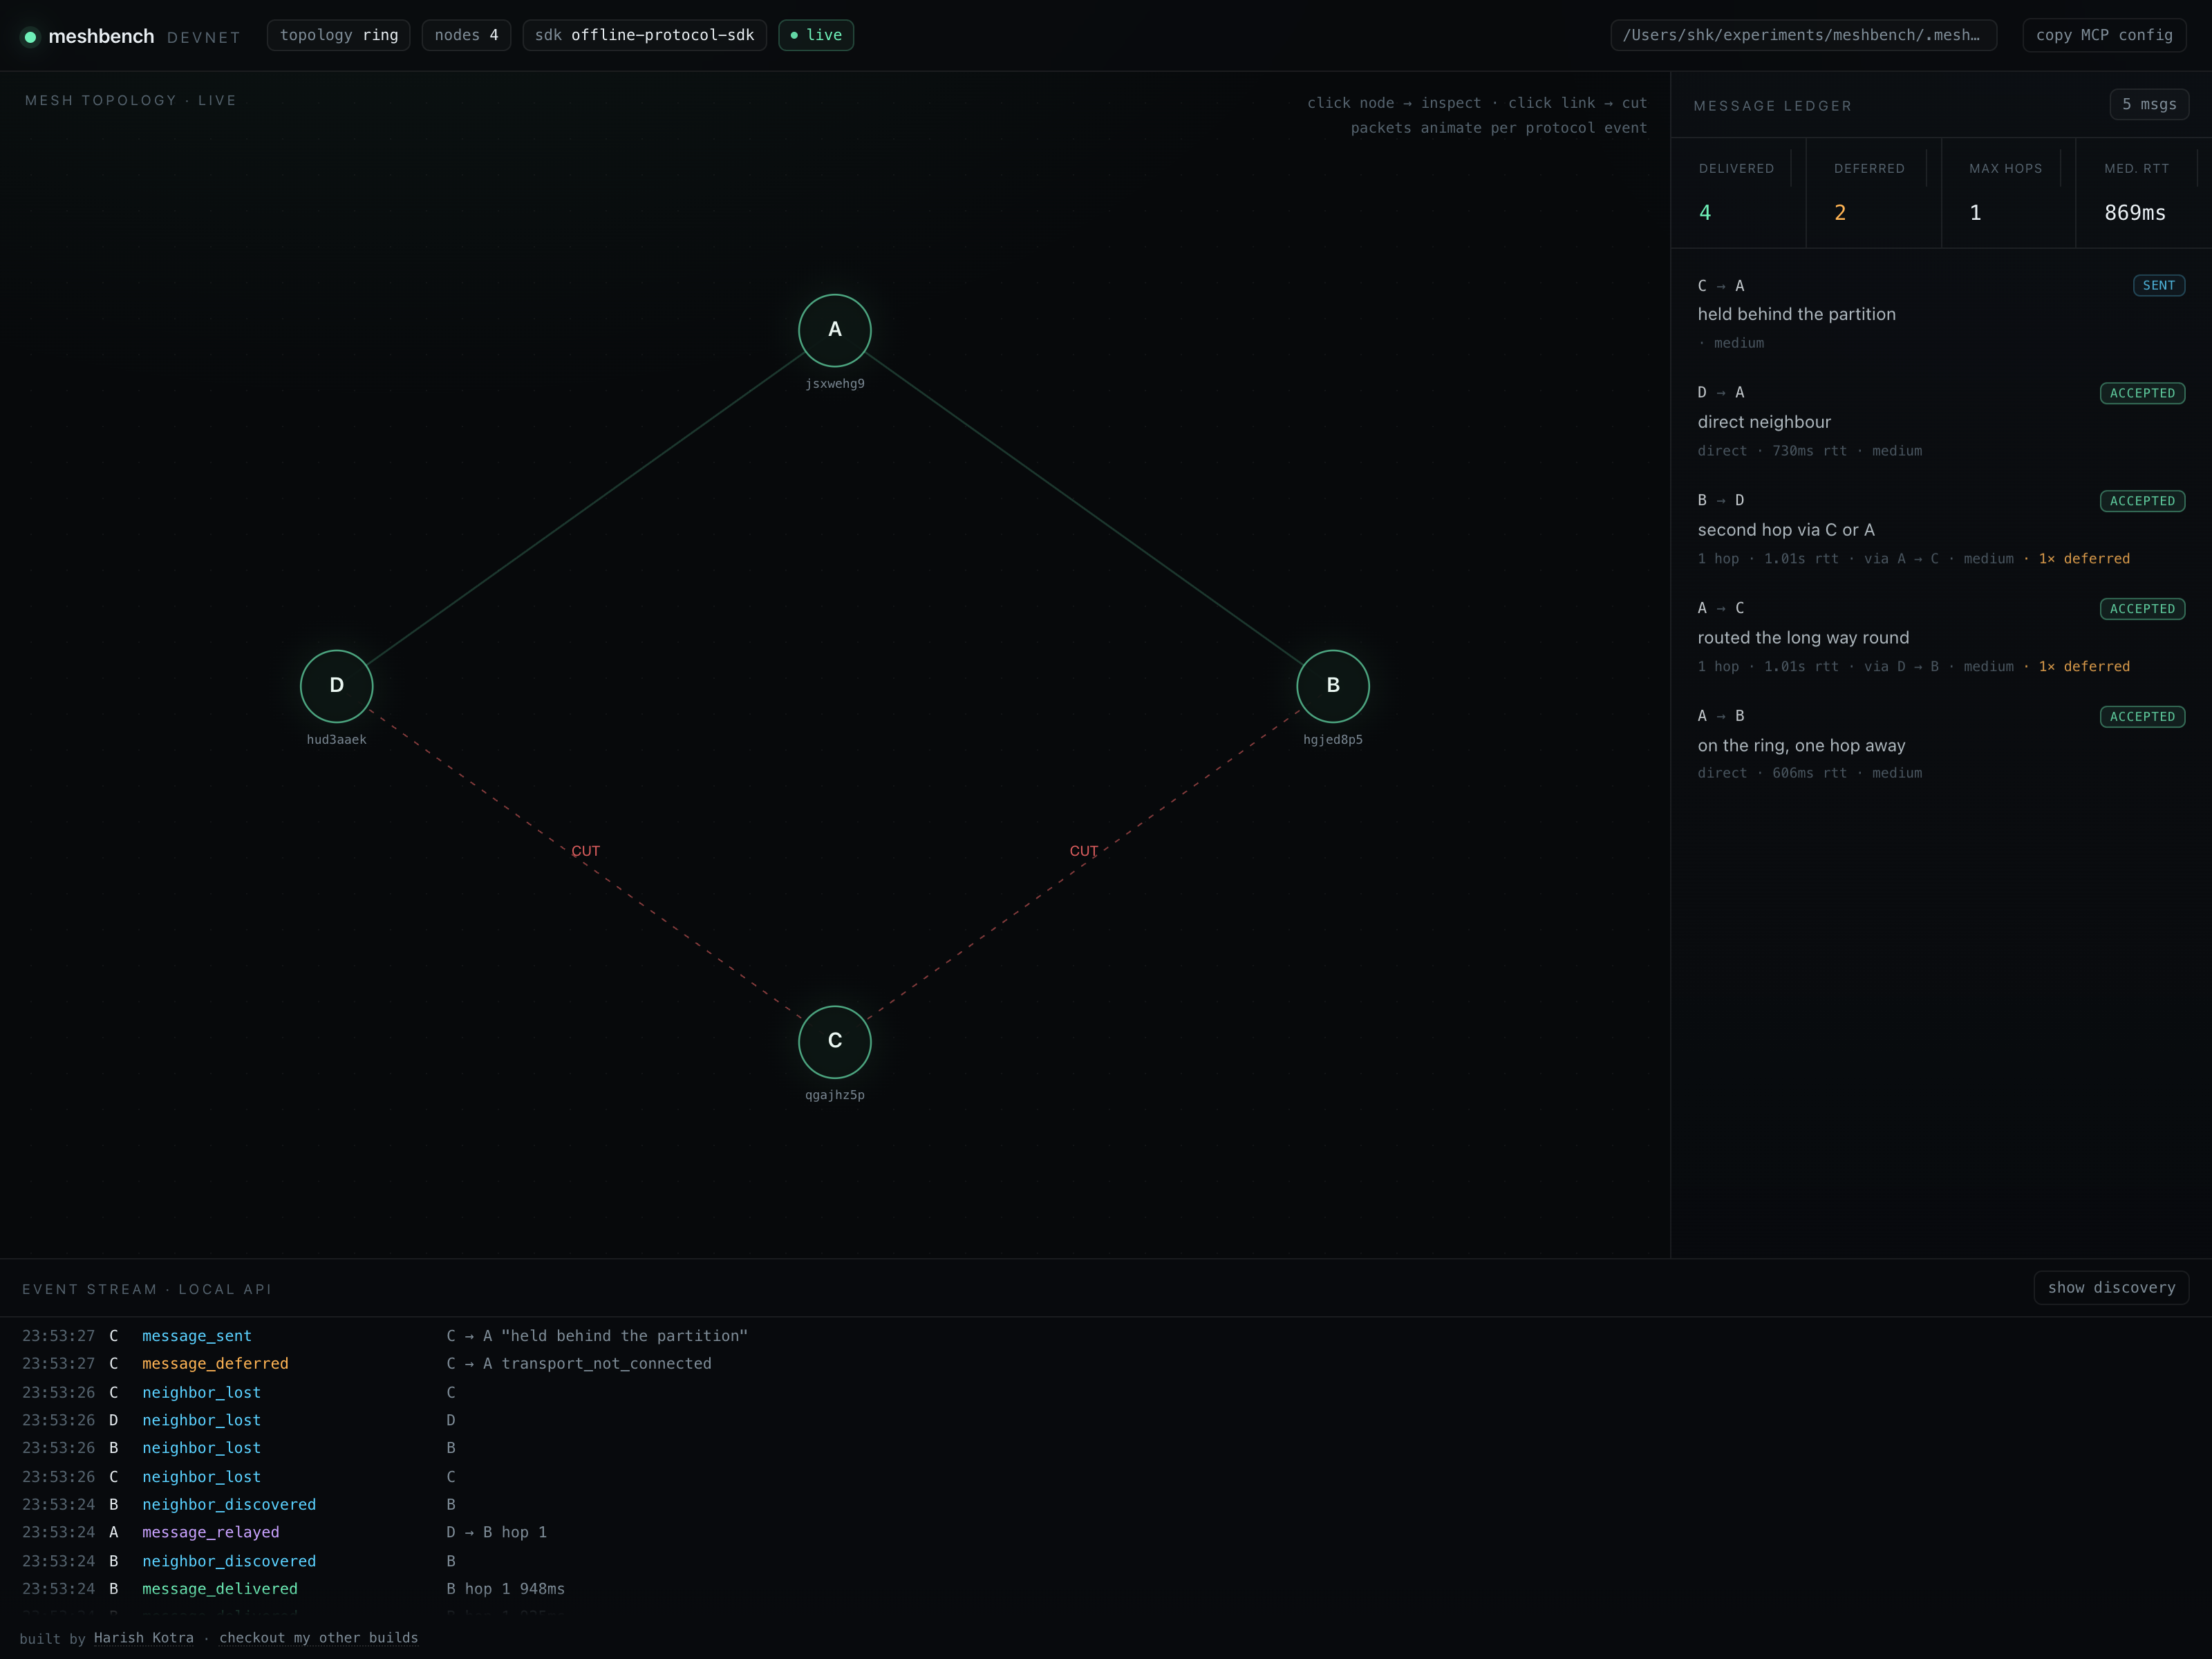 meshbench DEVNET topology ring nodes 4 sdk offline-protocol-sdk live /Users/shk/experiments/meshbench/.mesh… copy MCP config
MESH TOPOLOGY · LIVE
click node → inspect · click link → cut
packets animate per protocol event
A
jsxwehg9
D
hud3aaek
B
hgjed8p5
CUT
CUT
C
qgajhz5p
MESSAGE LEDGER 5 msgs
DELIVERED DEFERRED MAX HOPS MED. RTT
4 2 1 869ms
C → A SENT
held behind the partition
· medium
D → A ACCEPTED
direct neighbour
direct · 730ms rtt · medium
B → D ACCEPTED
second hop via C or A
1 hop · 1.01s rtt · via A → C · medium · 1× deferred
A → C ACCEPTED
routed the long way round
1 hop · 1.01s rtt · via D → B · medium · 1× deferred
A → B ACCEPTED
on the ring, one hop away
direct · 606ms rtt · medium
EVENT STREAM · LOCAL API show discovery
23:53:27 C message_sent C → A "held behind the partition"
23:53:27 C message_deferred C → A transport_not_connected
23:53:26 C neighbor_lost C
23:53:26 D neighbor_lost D
23:53:26 B neighbor_lost B
23:53:26 C neighbor_lost C
23:53:24 B neighbor_discovered B
23:53:24 A message_relayed D → B hop 1
23:53:24 B neighbor_discovered B
23:53:24 B message_delivered B hop 1 948ms
built by Harish Kotra · checkout my other builds